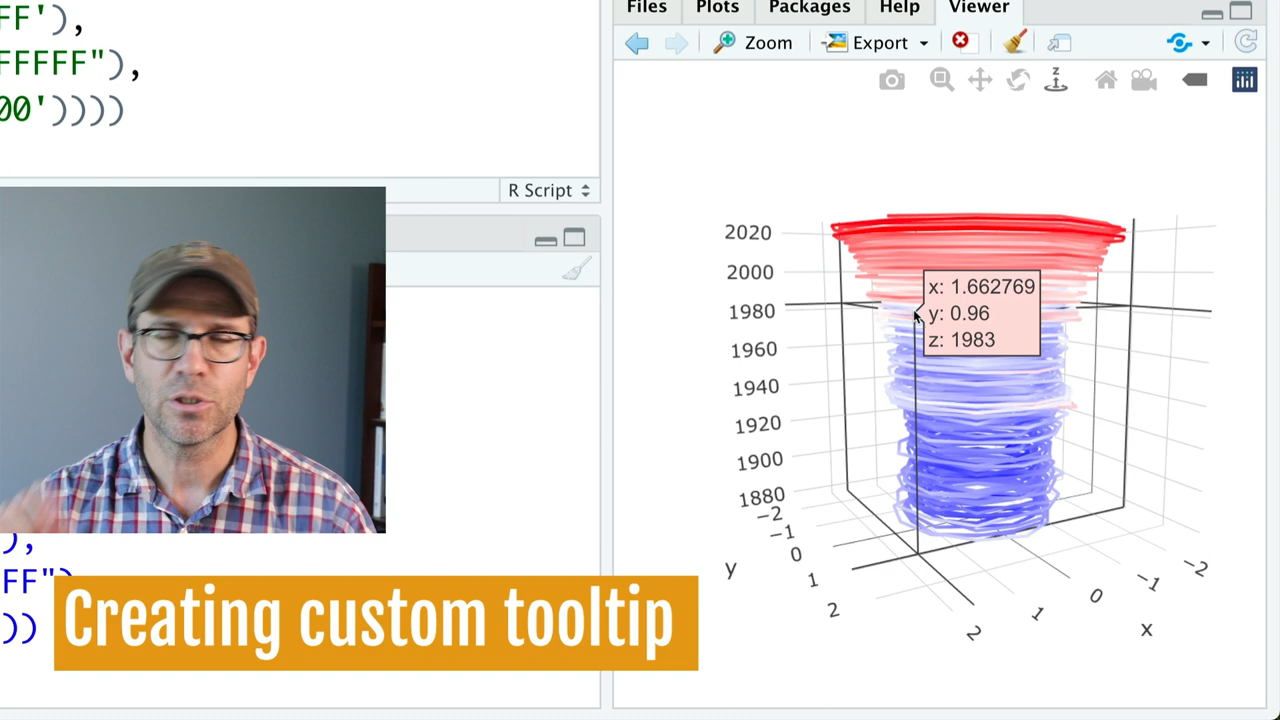 FF'),
FFFFF"),
00'))))
R Script
Files Plots Packages Help Viewer
Zoom Export
z
2020
2000
1980
1960
1940
1920
1900
1880
x: 1.662769
y: 0.96
z: 1983
−2
−1
0
1
2
y
2
1
0
−1
−2
x
),
FF"),
))
Creating custom tooltip